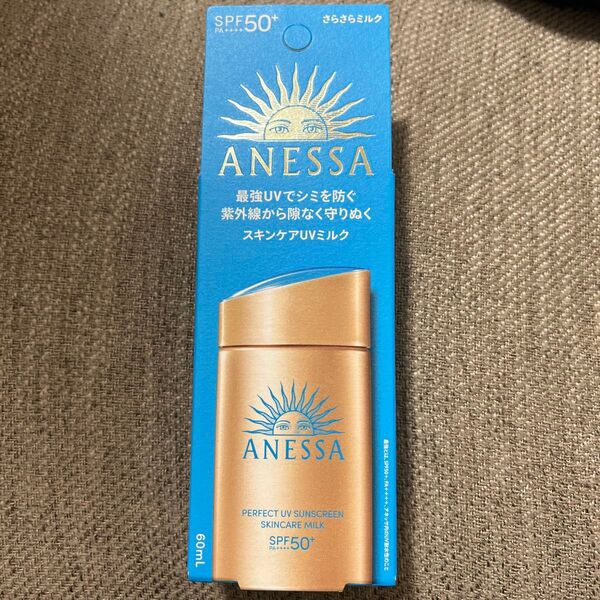 SPF50+
PA++++
さらさらミルク
ANESSA
最強UVでシミを防ぐ
紫外線から隙なく守りぬく
スキンケアUVミルク
ANESSA
PERFECT UV SUNSCREEN
SKINCARE MILK
SPF50+
PA++++
60mL